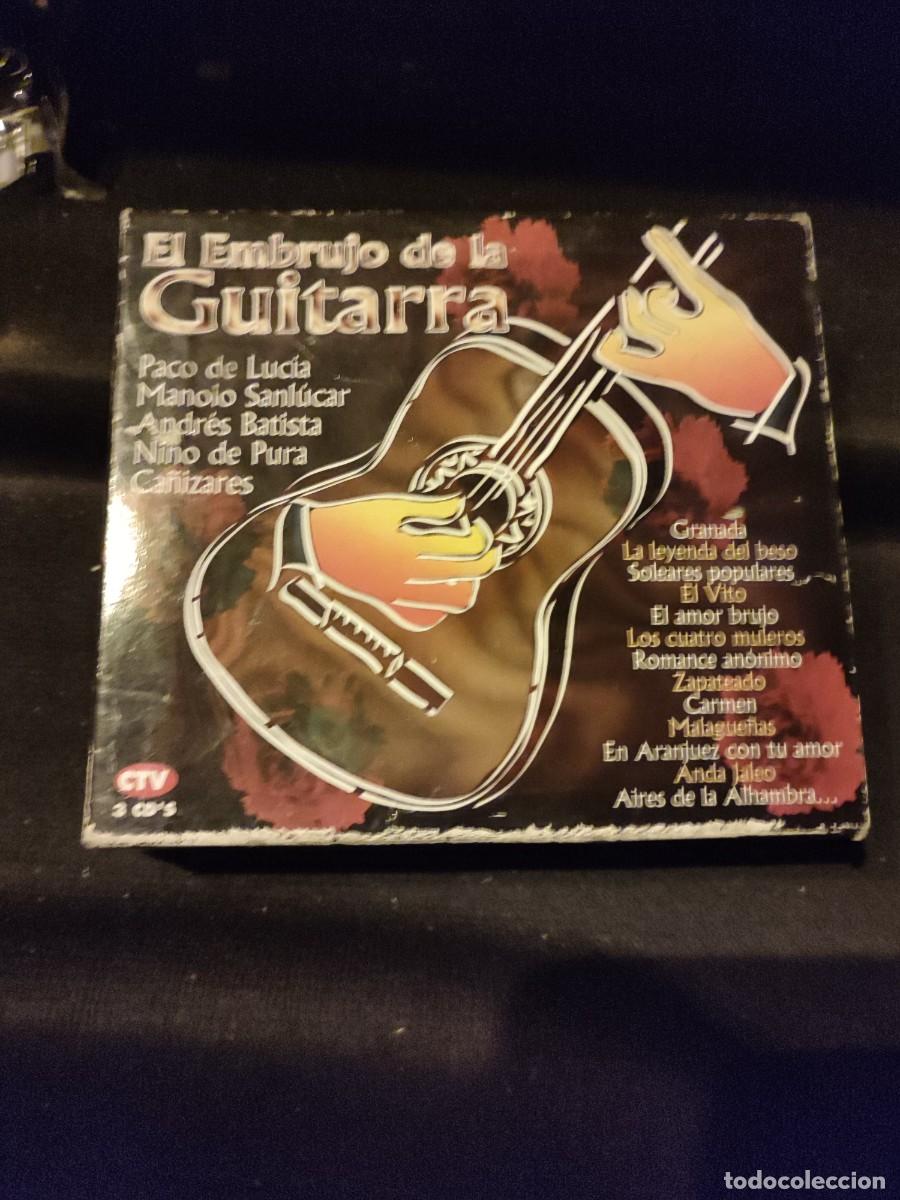 El Embrujo de la
Guitarra
Paco de Lucía
Manolo Sanlúcar
Andrés Batista
Niño de Pura
Cañizares
Granada
La leyenda del beso
Soleares populares
El Vito
El amor brujo
Los cuatro muleros
Romance anónimo
Zapateado
Carmen
Malagueñas
En Aranjuez con tu amor
Anda Jaleo
Aires de la Alhambra...
CTV
3 CD'S
todocoleccion